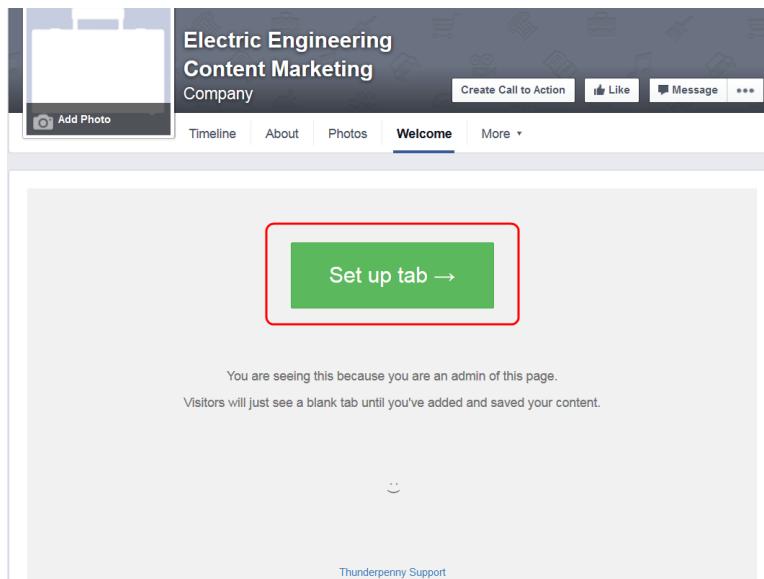 Electric Engineering
Content Marketing
Company
Create Call to Action
Like
Message
Add Photo
Timeline About Photos Welcome More
Set up tab →
You are seeing this because you are an admin of this page.
Visitors will just see a blank tab until you've added and saved your content.
Thunderpenny Support